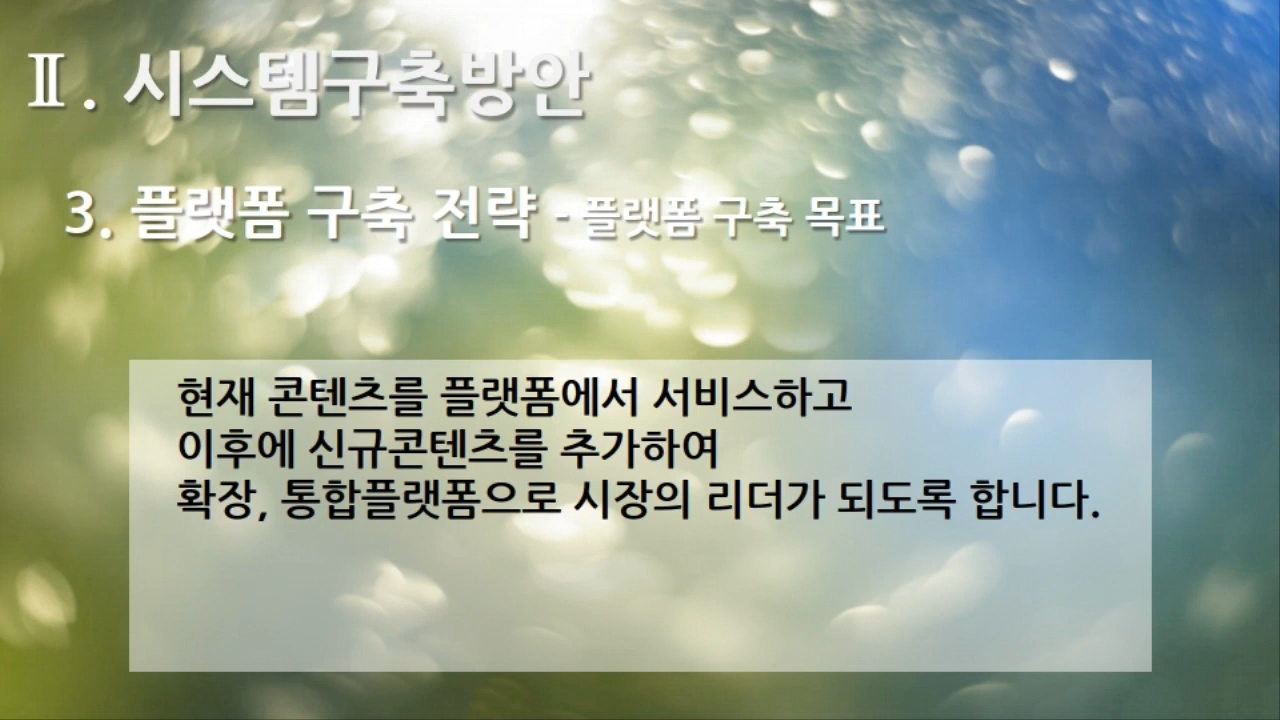 Ⅱ. 시스템구축방안
3. 플랫폼 구축 전략 - 플랫폼 구축 목표
현재 콘텐츠를 플랫폼에서 서비스하고
이후에 신규콘텐츠를 추가하여
확장, 통합플랫폼으로 시장의 리더가 되도록 합니다.